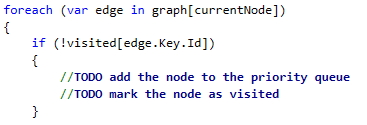 foreach (var edge in graph[currentNode])
{
    if (!visited[edge.Key.Id])
    {
        //TODO add the node to the priority queue
        //TODO mark the node as visited
    }